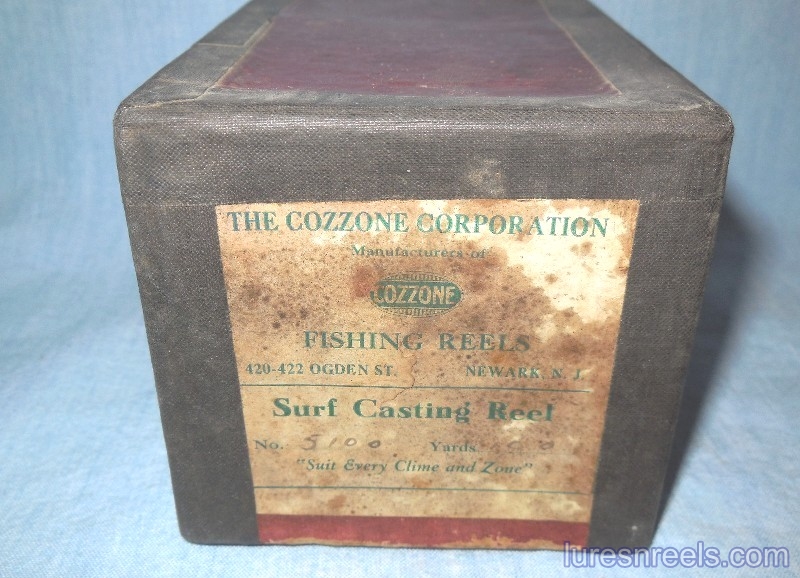 THE COZZONE CORPORATION
Manufacturers of
COZZONE
FISHING REELS
420-422 OGDEN ST. NEWARK, N. J.
Surf Casting Reel
No. 5100 Yards
"Suit Every Clime and Zone"
luresnreels.com